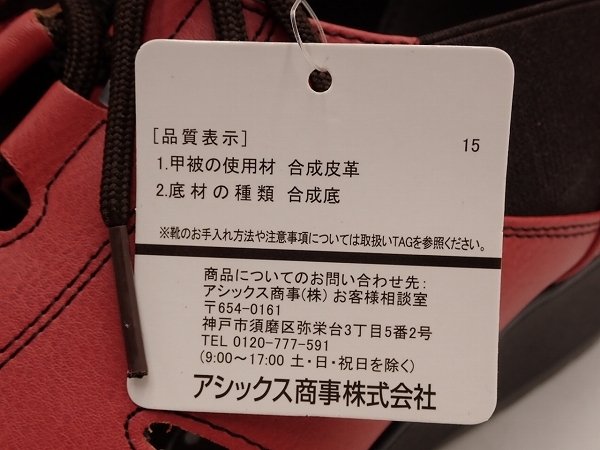 [品質表示] 15
1.甲被の使用材 合成皮革
2.底材の種類 合成底
※靴のお手入れ方法や注意事項については取扱いTAGを参照ください。
商品についてのお問い合わせ先:
アシックス商事(株) お客様相談室
〒654-0161
神戸市須磨区弥栄台3丁目5番2号
TEL 0120-777-591
(9:00～17:00 土・日・祝日を除く)
アシックス商事株式会社